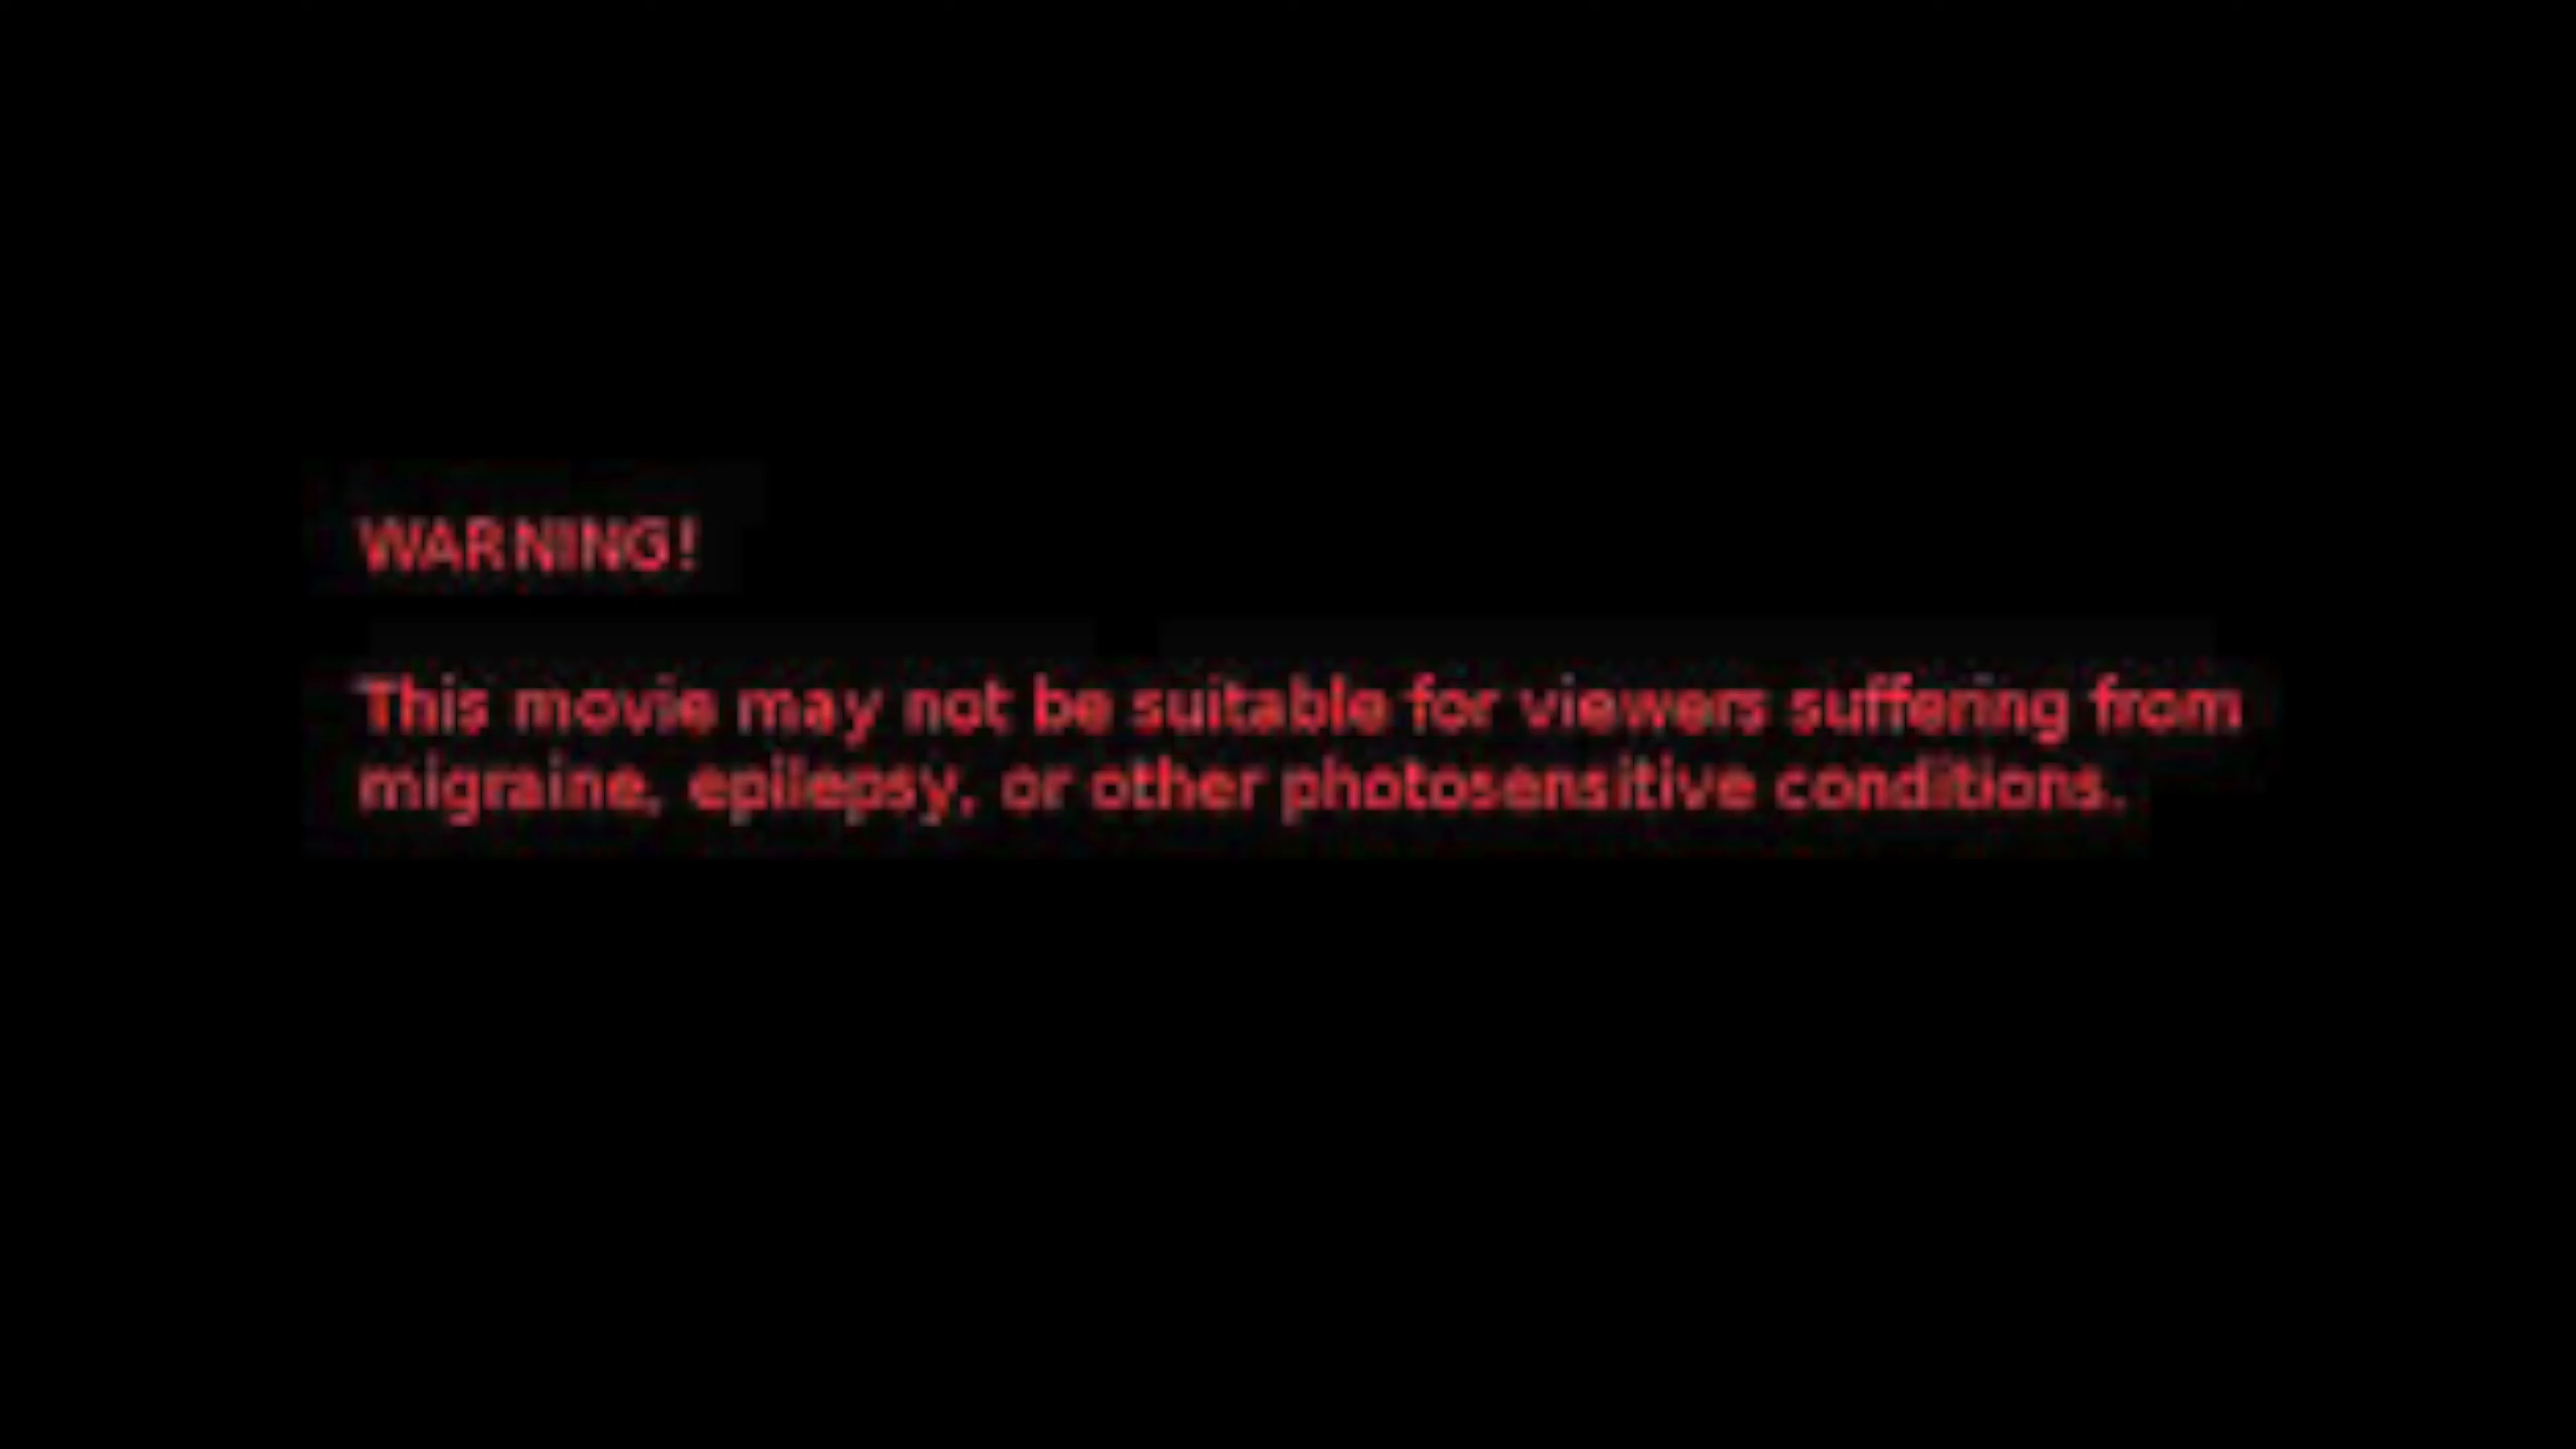 WARNING!
This movie may not be suitable for viewers suffering from
migraine, epilepsy, or other photosensitive conditions.